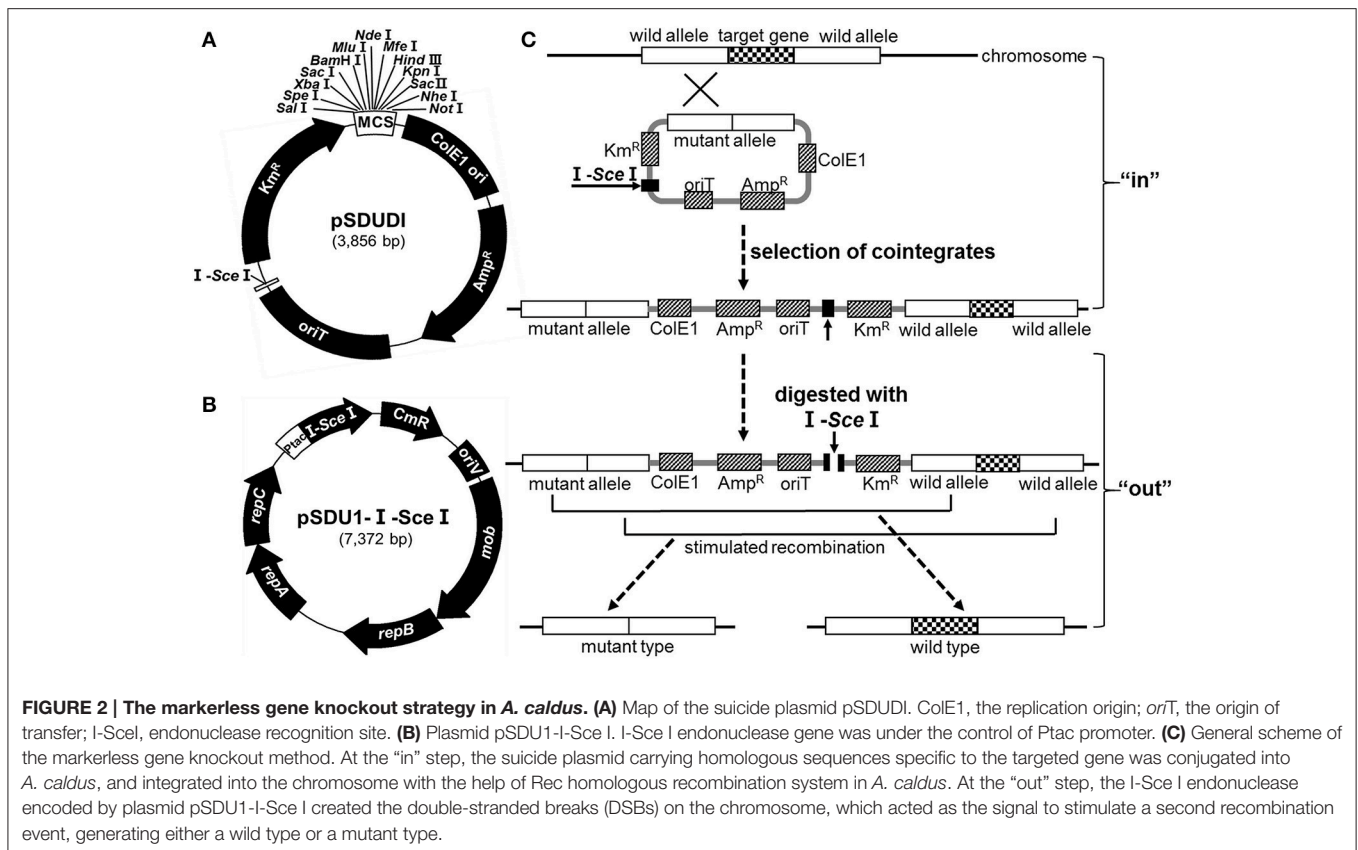 A
Nde I
Mlu I
Mfe I
BamH I
Hind III
Sac I
Kpn I
Xba I
Sac II
Spe I
Nhe I
Sal I
Not I
MCS
KmR
ColE1 ori
pSDUDI
(3,856 bp)
AmpR
I-Sce I
oriT
B
Ptac
I-Sce I
CmR
oriV
repC
pSDU1-I-Sce I
(7,372 bp)
mob
repA
repB
C
wild allele target gene wild allele
chromosome
mutant allele
KmR
ColE1
I-Sce I
oriT
AmpR
"in"
selection of cointegrates
mutant allele
ColE1
AmpR
oriT
KmR
wild allele
wild allele
digested with
I-Sce I
mutant allele
ColE1
AmpR
oriT
KmR
wild allele
wild allele
"out"
stimulated recombination
mutant type
wild type
FIGURE 2 | The markerless gene knockout strategy in A. caldus. (A) Map of the suicide plasmid pSDUDI. ColE1, the replication origin; oriT, the origin of
transfer; I-SceI, endonuclease recognition site. (B) Plasmid pSDU1-I-Sce I. I-Sce I endonuclease gene was under the control of Ptac promoter. (C) General scheme of
the markerless gene knockout method. At the "in" step, the suicide plasmid carrying homologous sequences specific to the targeted gene was conjugated into
A. caldus, and integrated into the chromosome with the help of Rec homologous recombination system in A. caldus. At the "out" step, the I-Sce I endonuclease
encoded by plasmid pSDU1-I-Sce I created the double-stranded breaks (DSBs) on the chromosome, which acted as the signal to stimulate a second recombination
event, generating either a wild type or a mutant type.